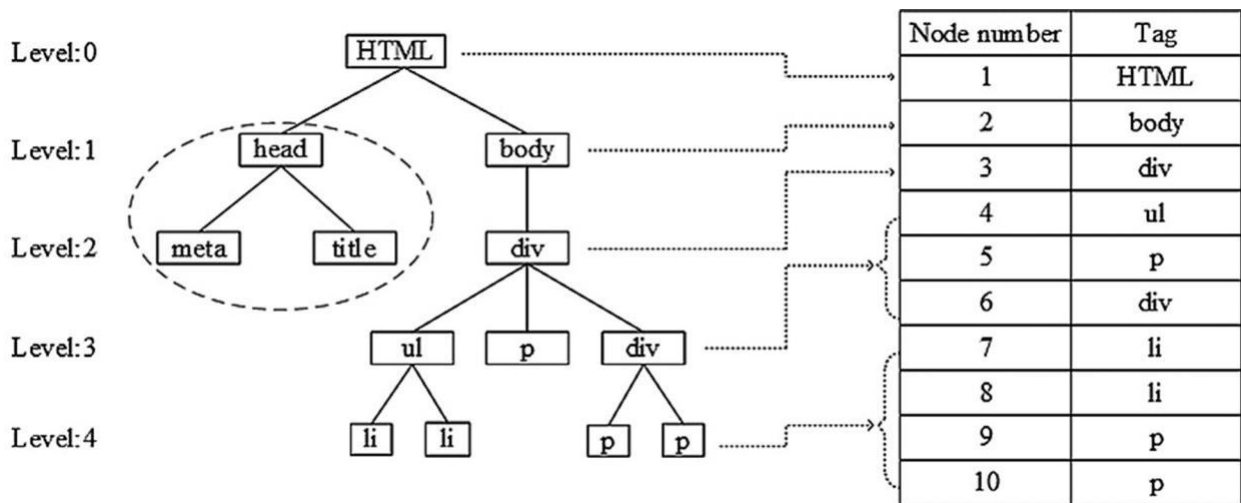 Level:0
HTML
Level:1
head
body
Level:2
meta
title
div
Level:3
ul
p
div
Level:4
li
li
p
p
Node number Tag
1 HTML
2 body
3 div
4 ul
5 p
6 div
7 li
8 li
9 p
10 p